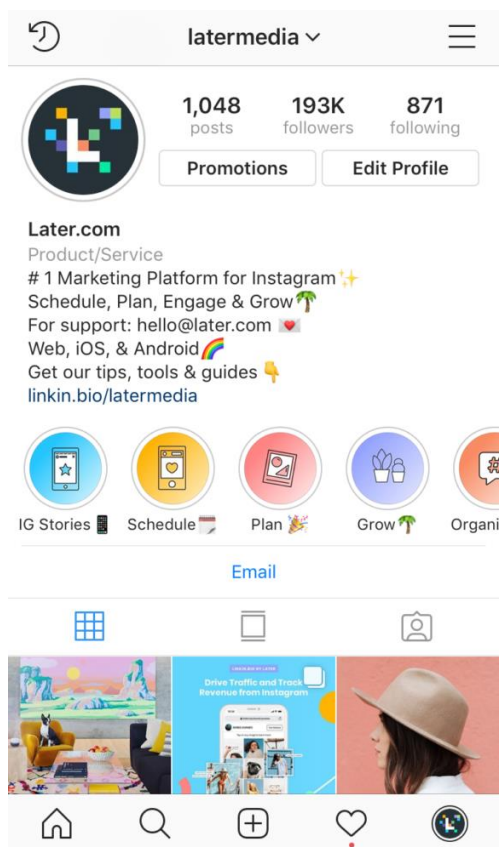 latermedia
1,048 193K 871
posts followers following
Promotions Edit Profile
Later.com
Product/Service
# 1 Marketing Platform for Instagram✨
Schedule, Plan, Engage & Grow🌴
For support: hello@later.com 💌
Web, iOS, & Android🌈
Get our tips, tools & guides 👇
linkin.bio/latermedia
IG Stories📱 Schedule🗓️ Plan 🎉 Grow🌴 Organi
#
Email
Drive Traffic and Track
Revenue from Instagram